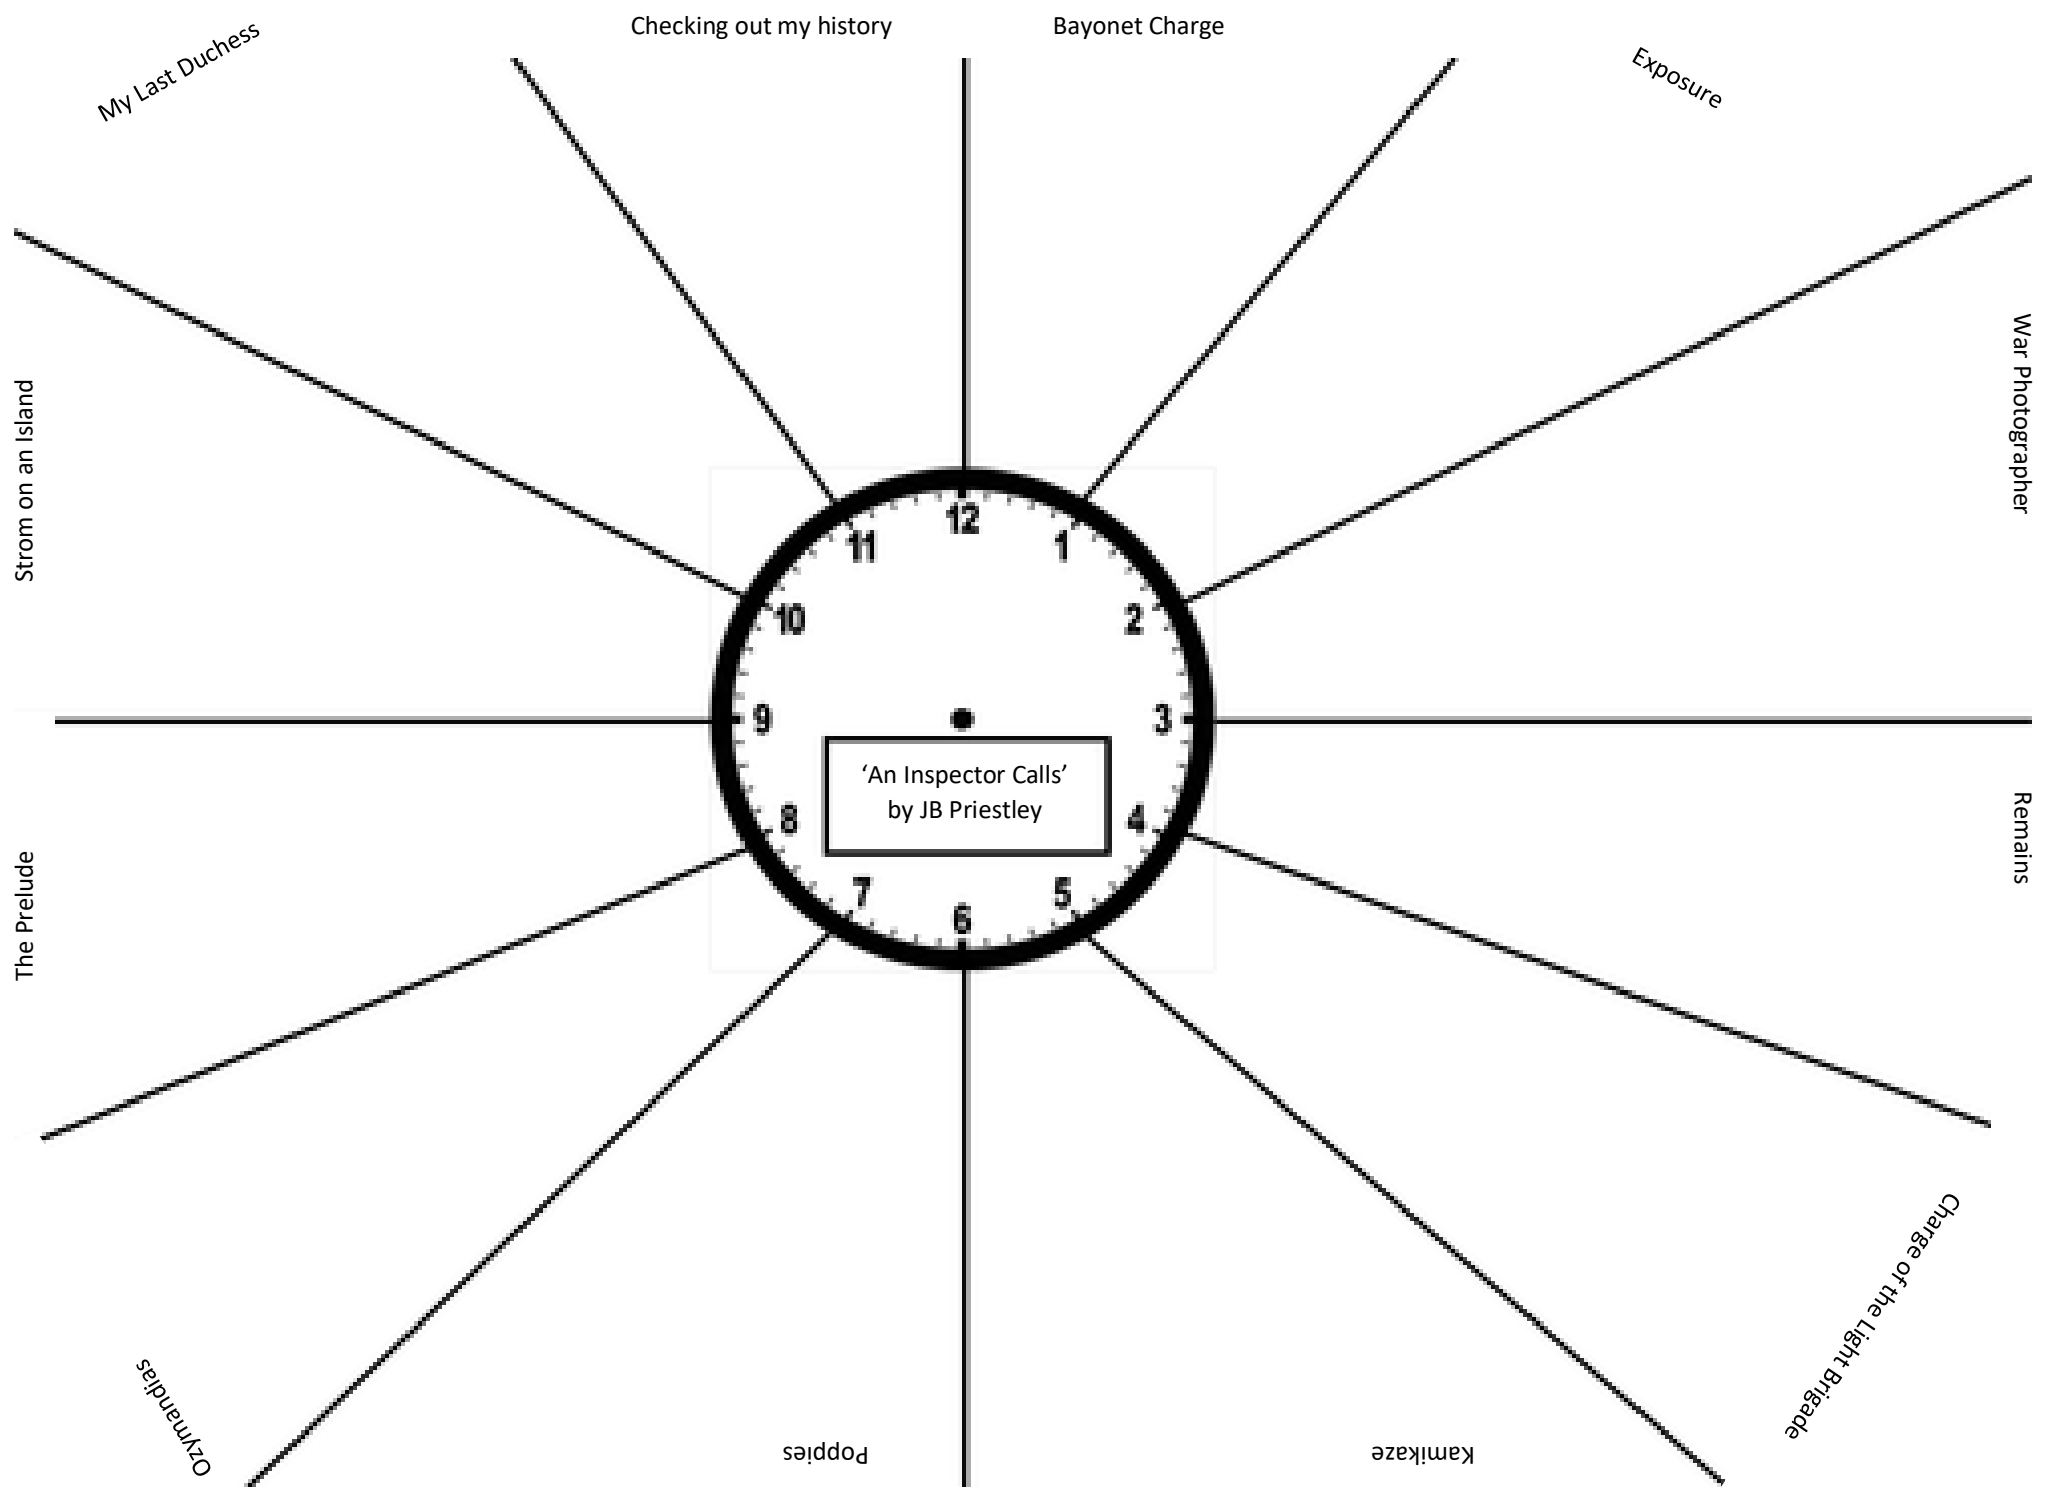 Checking out my history
Bayonet Charge
My Last Duchess
Exposure
War Photographer
Strom on an Island
12
11
1
10
2
9
3
‘An Inspector Calls’
by JB Priestley
8
4
7
5
6
Remains
The Prelude
Charge of the Light Brigade
Ozymandias
Poppies
Kamikaze